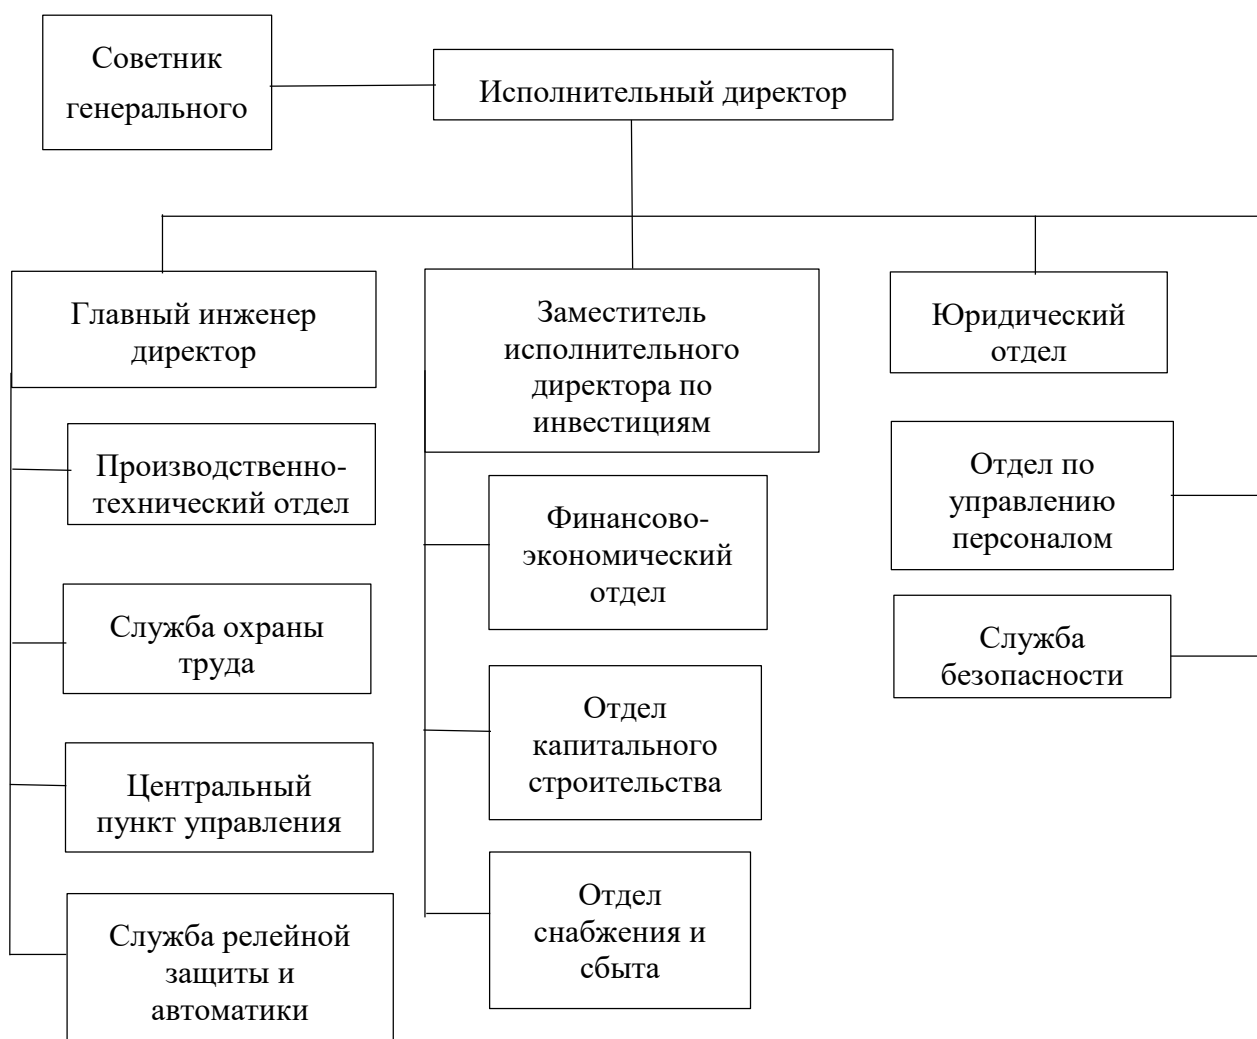 Советник
генерального
Исполнительный директор
Главный инженер
директор
Производственно-
технический отдел
Служба охраны
труда
Центральный
пункт управления
Служба релейной
защиты и
автоматики
Заместитель
исполнительного
директора по
инвестициям
Финансово-
экономический
отдел
Отдел
капитального
строительства
Отдел
снабжения и
сбыта
Юридический
отдел
Отдел по
управлению
персоналом
Служба
безопасности